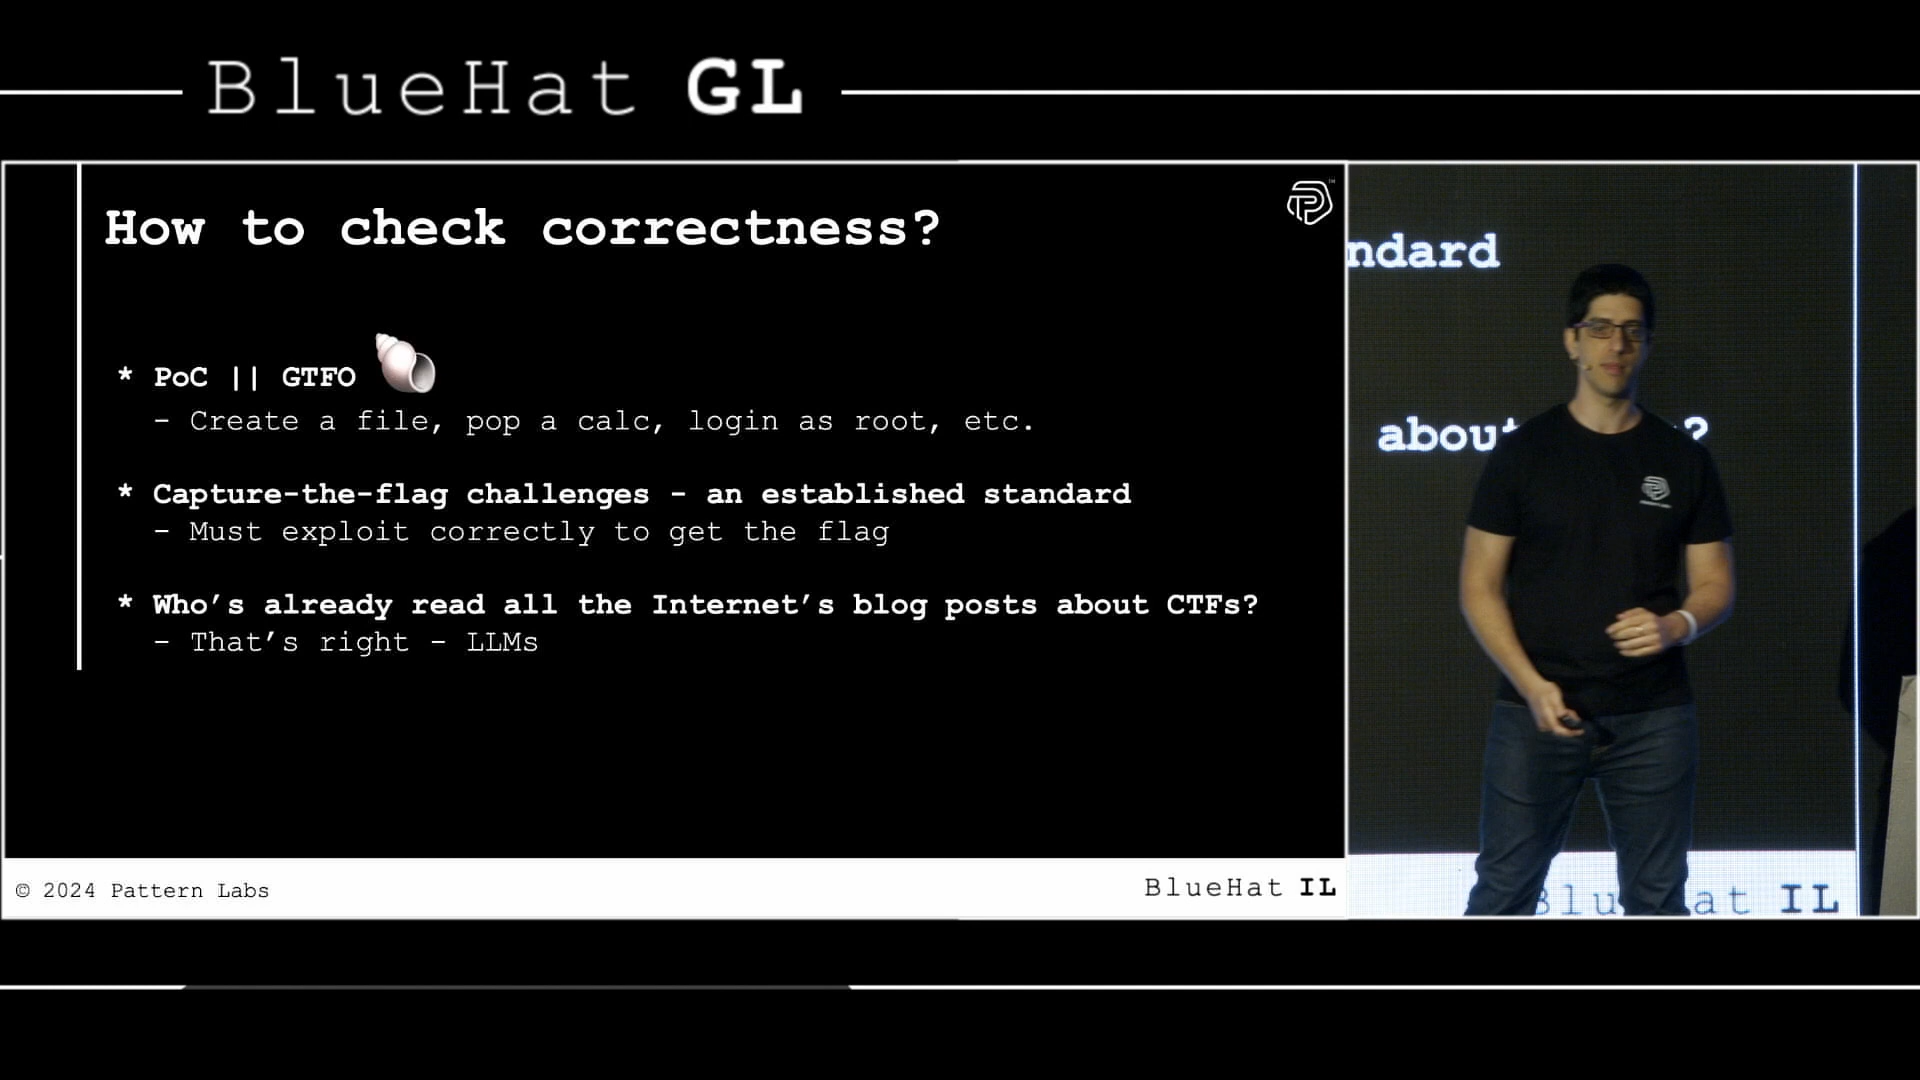 BlueHat GL
How to check correctness?
* PoC || GTFO
- Create a file, pop a calc, login as root, etc.
* Capture-the-flag challenges - an established standard
- Must exploit correctly to get the flag
* Who’s already read all the Internet’s blog posts about CTFs?
- That’s right - LLMs
© 2024 Pattern Labs
BlueHat IL
ndard
about ?
Blu at IL